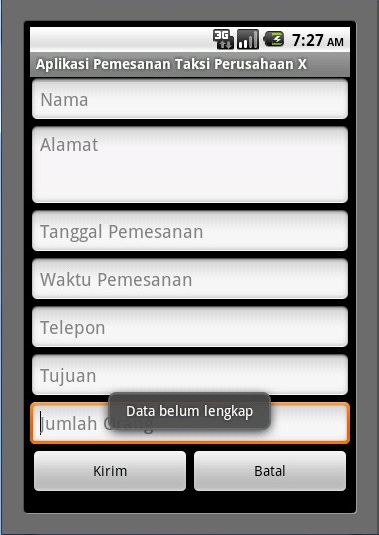 3G 7:27 AM
Aplikasi Pemesanan Taksi Perusahaan X
Nama
Alamat
Tanggal Pemesanan
Waktu Pemesanan
Telepon
Tujuan
Data belum lengkap
Jumlah Orang
Kirim Batal